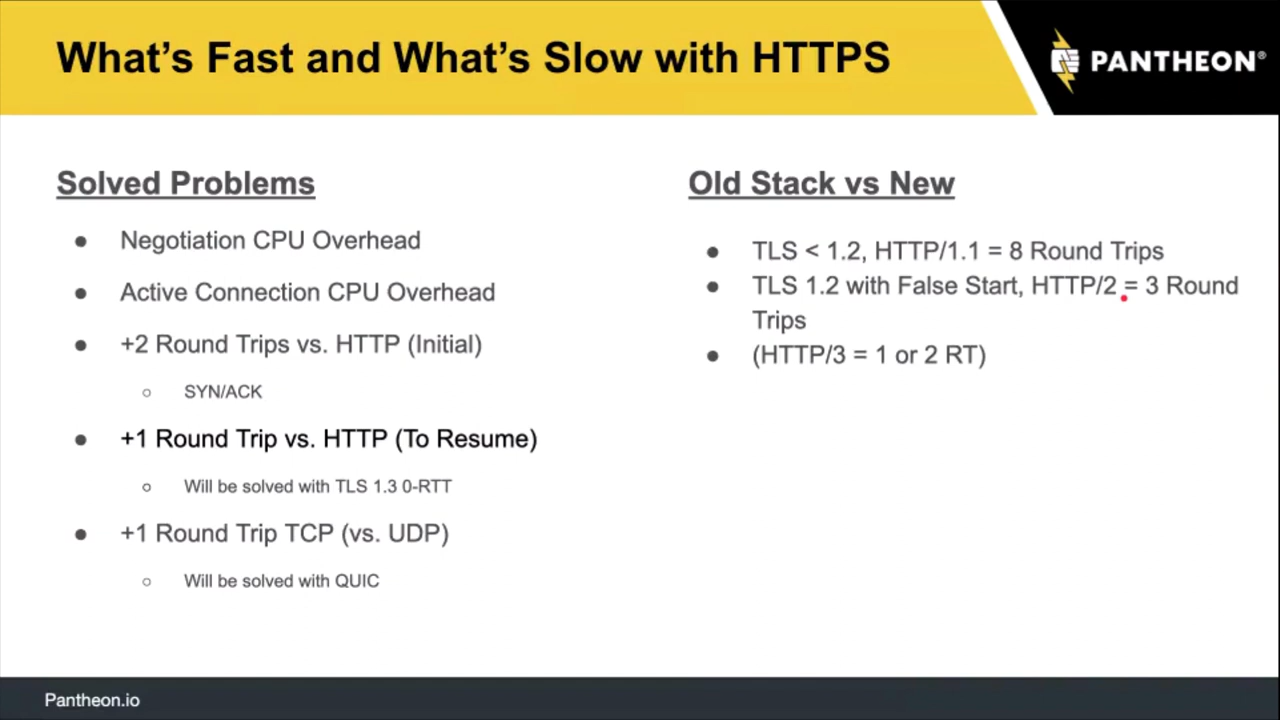 What's Fast and What's Slow with HTTPS
PANTHEON®
Solved Problems
● Negotiation CPU Overhead
● Active Connection CPU Overhead
● +2 Round Trips vs. HTTP (Initial)
○ SYN/ACK
● +1 Round Trip vs. HTTP (To Resume)
○ Will be solved with TLS 1.3 0-RTT
● +1 Round Trip TCP (vs. UDP)
○ Will be solved with QUIC
Old Stack vs New
● TLS < 1.2, HTTP/1.1 = 8 Round Trips
● TLS 1.2 with False Start, HTTP/2 = 3 Round
Trips
● (HTTP/3 = 1 or 2 RT)
Pantheon.io